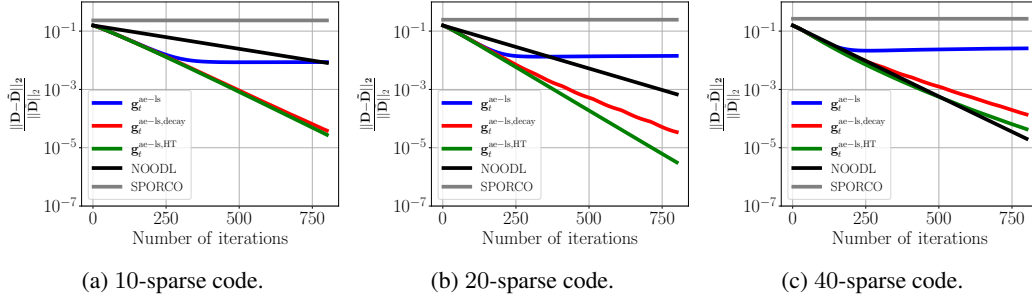 10^{-1}
10^{-3}
10^{-5}
10^{-7}
||D−D̃||₂
||D̃||₂
g_t^{ae−ls}
g_t^{ae−ls,decay}
g_t^{ae−ls,HT}
NOODL
SPORCO
0 250 500 750
Number of iterations
(a) 10-sparse code.
10^{-1}
10^{-3}
10^{-5}
10^{-7}
||D−D̃||₂
||D̃||₂
g_t^{ae−ls}
g_t^{ae−ls,decay}
g_t^{ae−ls,HT}
NOODL
SPORCO
0 250 500 750
Number of iterations
(b) 20-sparse code.
10^{-1}
10^{-3}
10^{-5}
10^{-7}
||D−D̃||₂
||D̃||₂
g_t^{ae−ls}
g_t^{ae−ls,decay}
g_t^{ae−ls,HT}
NOODL
SPORCO
0 250 500 750
Number of iterations
(c) 40-sparse code.